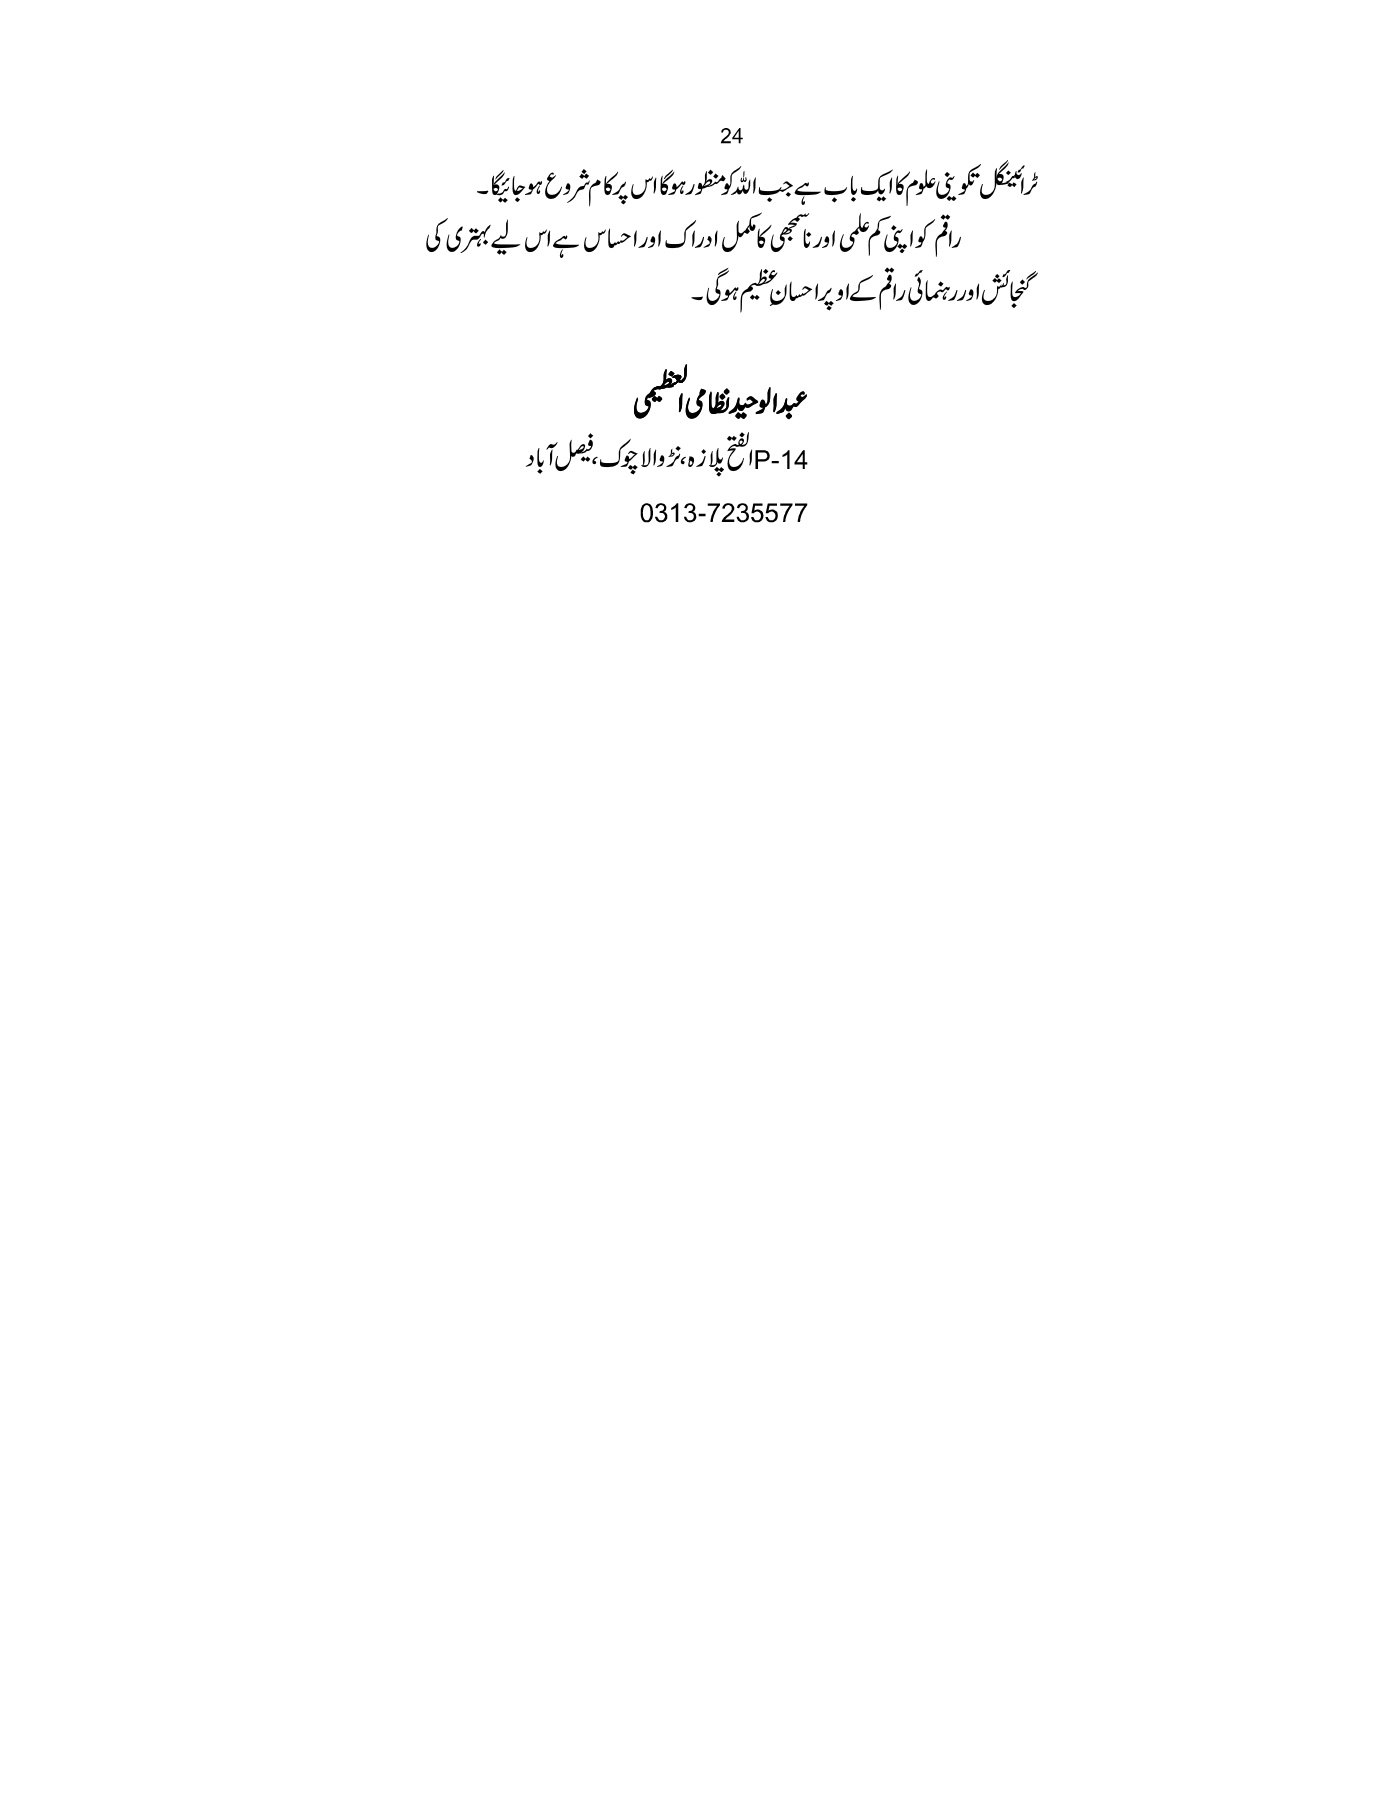 24
ٹرائینگل تکوینی علوم کا ایک باب ہے جب اللہ کو منظور ہوگا اس پر کام شروع ہوجائیگا۔
راقم کو اپنی کم علمی اور ناسمجھی کا مکمل ادراک اور احساس ہے اس لیے بہتری کی
گنجائش اور رہنمائی راقم کے اوپر احسانِ عظیم ہوگی۔
عبدالوحید نظامی العظیمی
P-14 الفتح پلازہ، نڑوالا چوک، فیصل آباد
0313-7235577